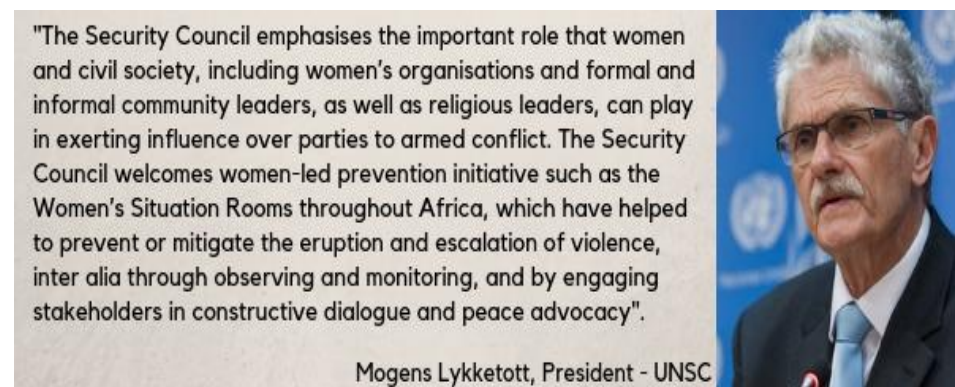 "The Security Council emphasises the important role that women
and civil society, including women's organisations and formal and
informal community leaders, as well as religious leaders, can play
in exerting influence over parties to armed conflict. The Security
Council welcomes women-led prevention initiative such as the
Women's Situation Rooms throughout Africa, which have helped
to prevent or mitigate the eruption and escalation of violence,
inter alia through observing and monitoring, and by engaging
stakeholders in constructive dialogue and peace advocacy".
Mogens Lykketott, President - UNSC